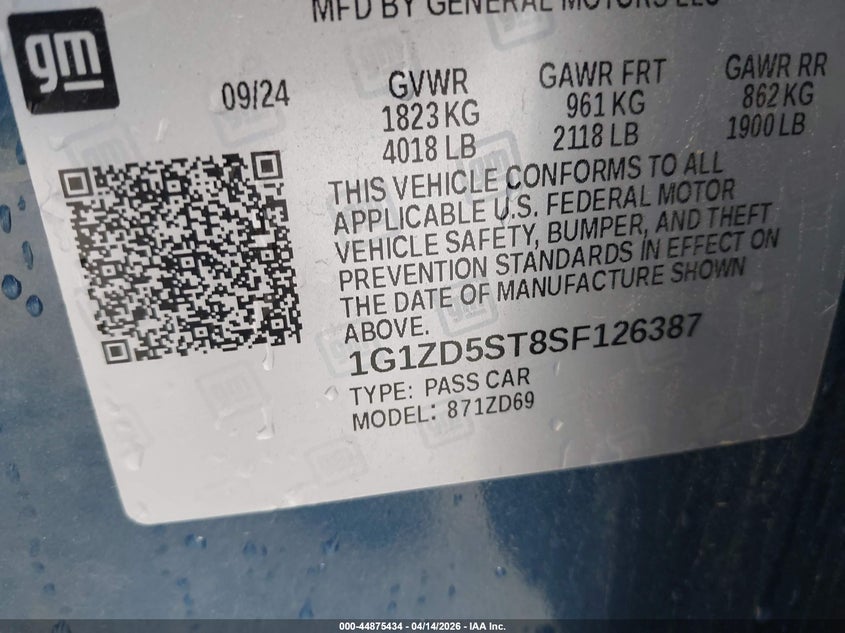 MFD BY GENERAL MOTORS LLC
gm
09/24
GVWR
1823 KG
4018 LB
GAWR FRT
961 KG
2118 LB
GAWR RR
862 KG
1900 LB
THIS VEHICLE CONFORMS TO ALL
APPLICABLE U.S. FEDERAL MOTOR
VEHICLE SAFETY, BUMPER, AND THEFT
PREVENTION STANDARDS IN EFFECT ON
THE DATE OF MANUFACTURE SHOWN
ABOVE.
1G1ZD5ST8SF126387
TYPE: PASS CAR
MODEL: 871ZD69
000-44875434 - 04/14/2026 - IAA Inc.